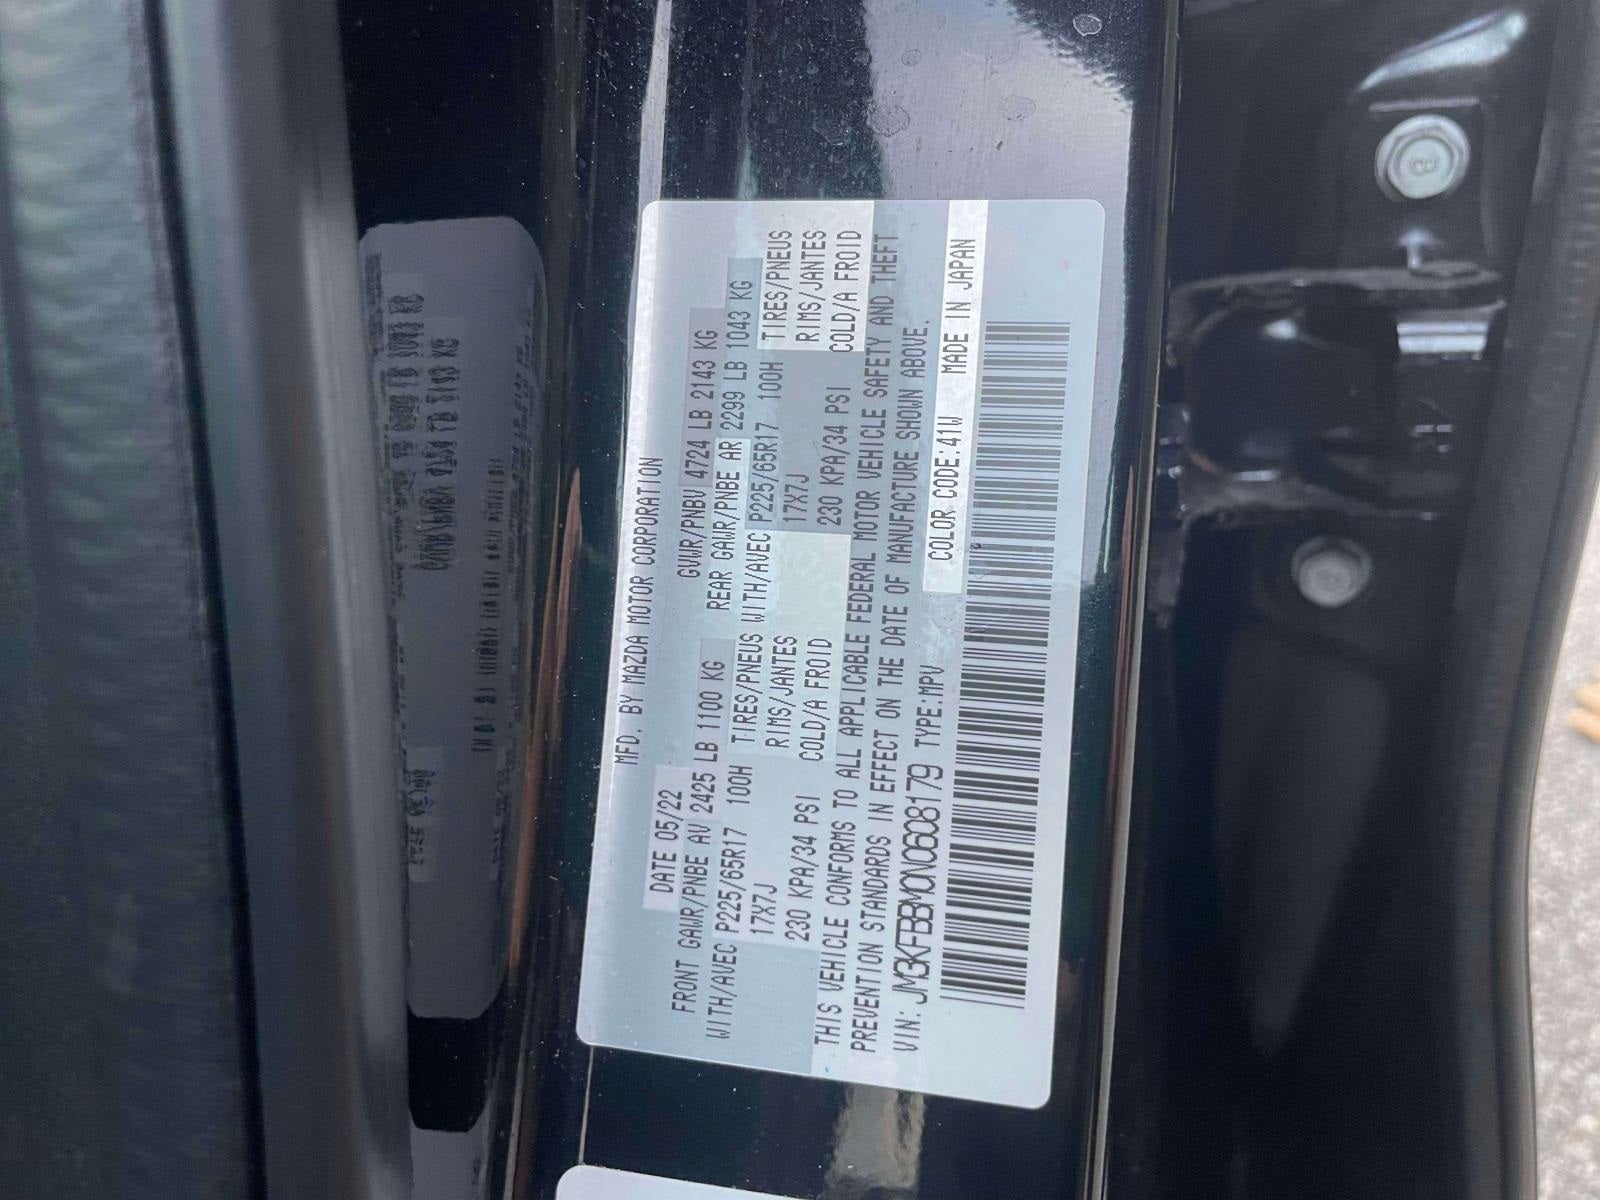 MFD. BY MAZDA MOTOR CORPORATION
DATE 05/22 GVWR/PNBV 4724 LB 2143 KG
FRONT GAWR/PNBE AV 2425 LB 1100 KG REAR GAWR/PNBE AR 2299 LB 1043 KG
WITH/AVEC P225/65R17 100H TIRES/PNEUS WITH/AVEC P225/65R17 100H TIRES/PNEUS
17X7J RIMS/JANTES 17X7J RIMS/JANTES
230 KPA/34 PSI COLD/A FROID 230 KPA/34 PSI COLD/A FROID
THIS VEHICLE CONFORMS TO ALL APPLICABLE FEDERAL MOTOR VEHICLE SAFETY AND THEFT
PREVENTION STANDARDS IN EFFECT ON THE DATE OF MANUFACTURE SHOWN ABOVE.
VIN: JM3KFBBM0N0608179 TYPE:MPV COLOR CODE:41W MADE IN JAPAN